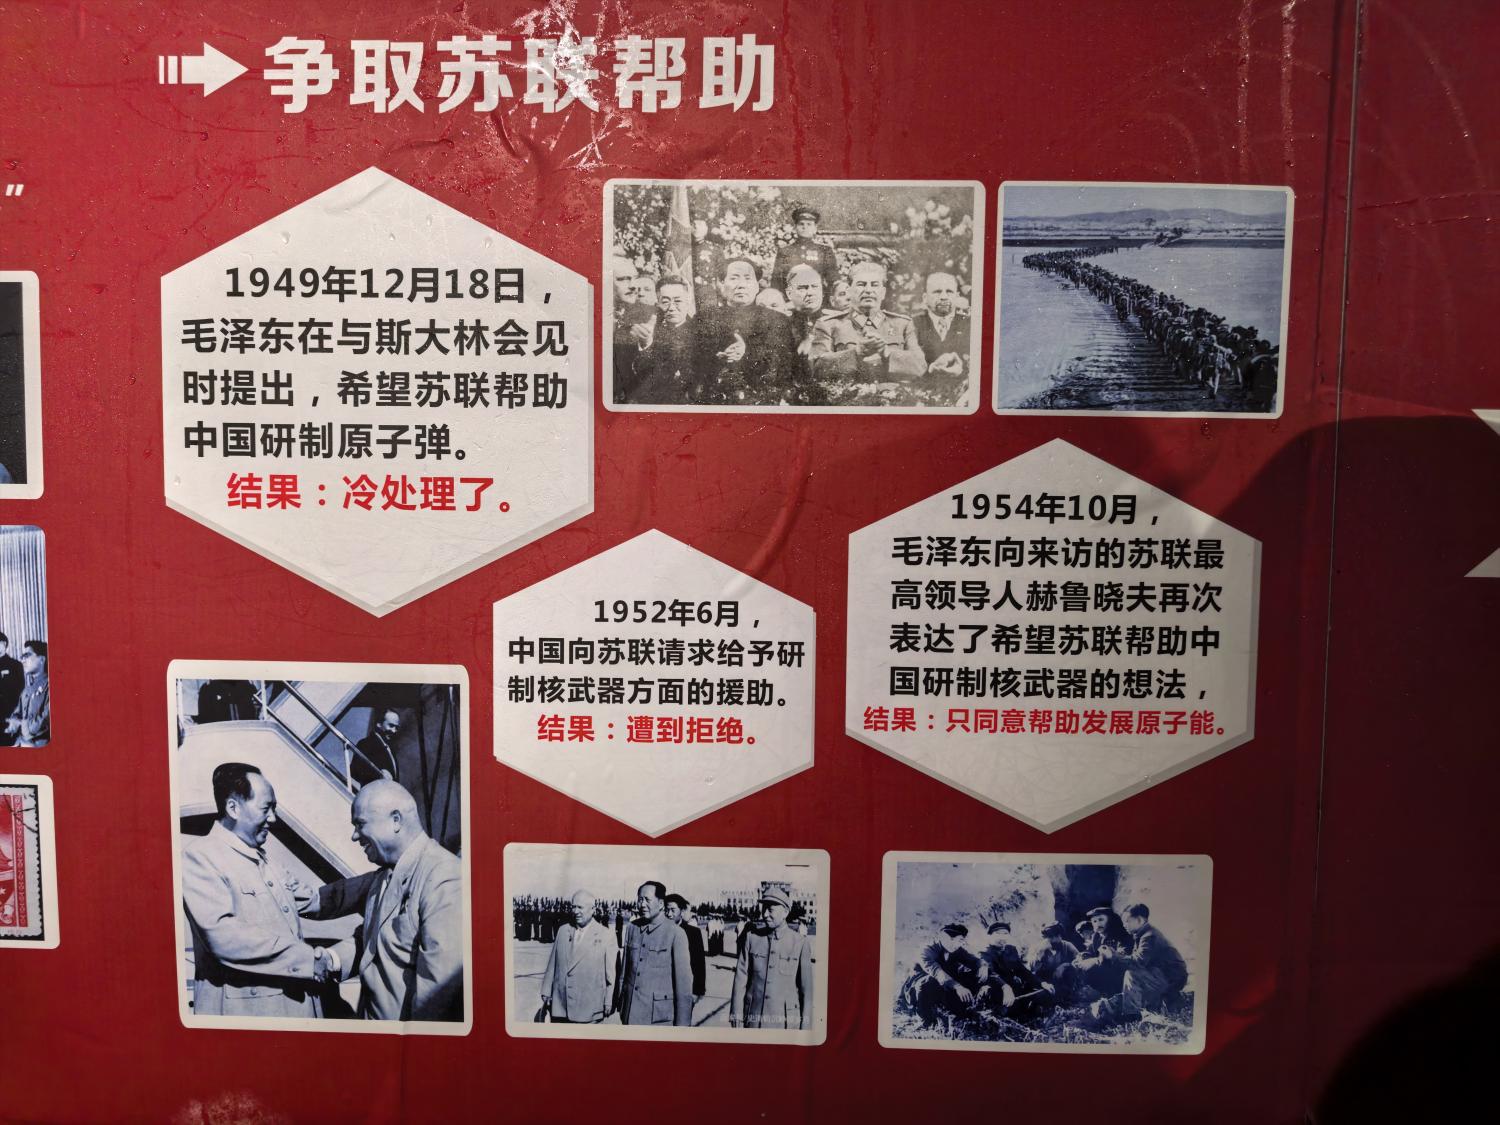 争取苏联帮助
”
1949年12月18日，
毛泽东在与斯大林会见
时提出，希望苏联帮助
中国研制原子弹。
结果：冷处理了。
1952年6月，
中国向苏联请求给予研
制核武器方面的援助。
结果：遭到拒绝。
1954年10月，
毛泽东向来访的苏联最
高领导人赫鲁晓夫再次
表达了希望苏联帮助中
国研制核武器的想法，
结果：只同意帮助发展原子能。